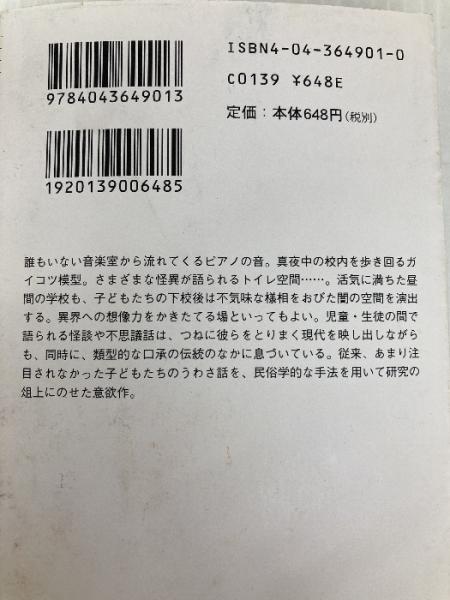 ISBN4-04-364901-0
C0139 ¥648E
定価：本体648円（税別）
9784043649013
1920139006485
誰もいない音楽室から流れてくるピアノの音。真夜中の校内を歩き回るガ
イコツ模型。さまざまな怪異が語られるトイレ空間……。活気に満ちた昼
間の学校も、子どもたちの下校後は不気味な様相をおびた闇の空間を演出
する。異界への想像力をかきたてる場といってもよい。児童・生徒の間で
語られる怪談や不思議話は、つねに彼らをとりまく現代を映し出しながら
も、同時に、類型的な口承の伝統のなかに息づいている。従来、あまり注
目されなかった子どもたちのうわさ話を、民俗学的な手法を用いて研究の
俎上にのせた意欲作。